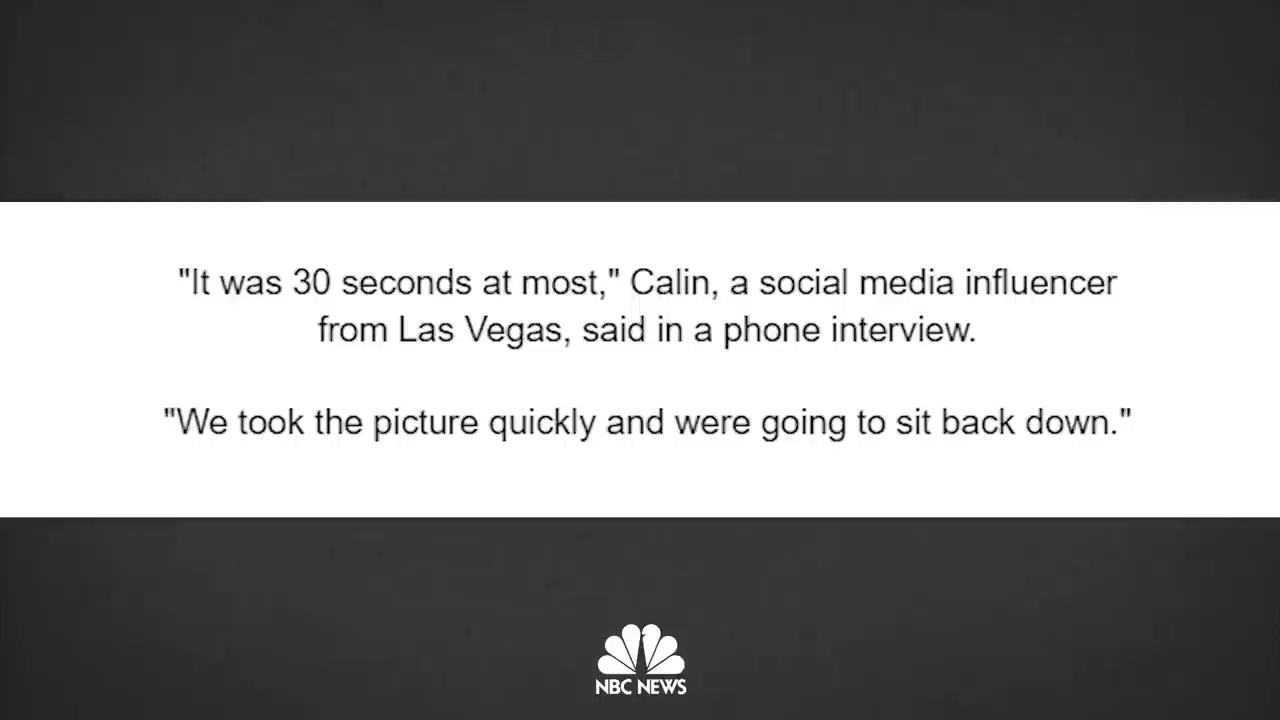 "It was 30 seconds at most," Calin, a social media influencer
from Las Vegas, said in a phone interview.
"We took the picture quickly and were going to sit back down."
NBC NEWS